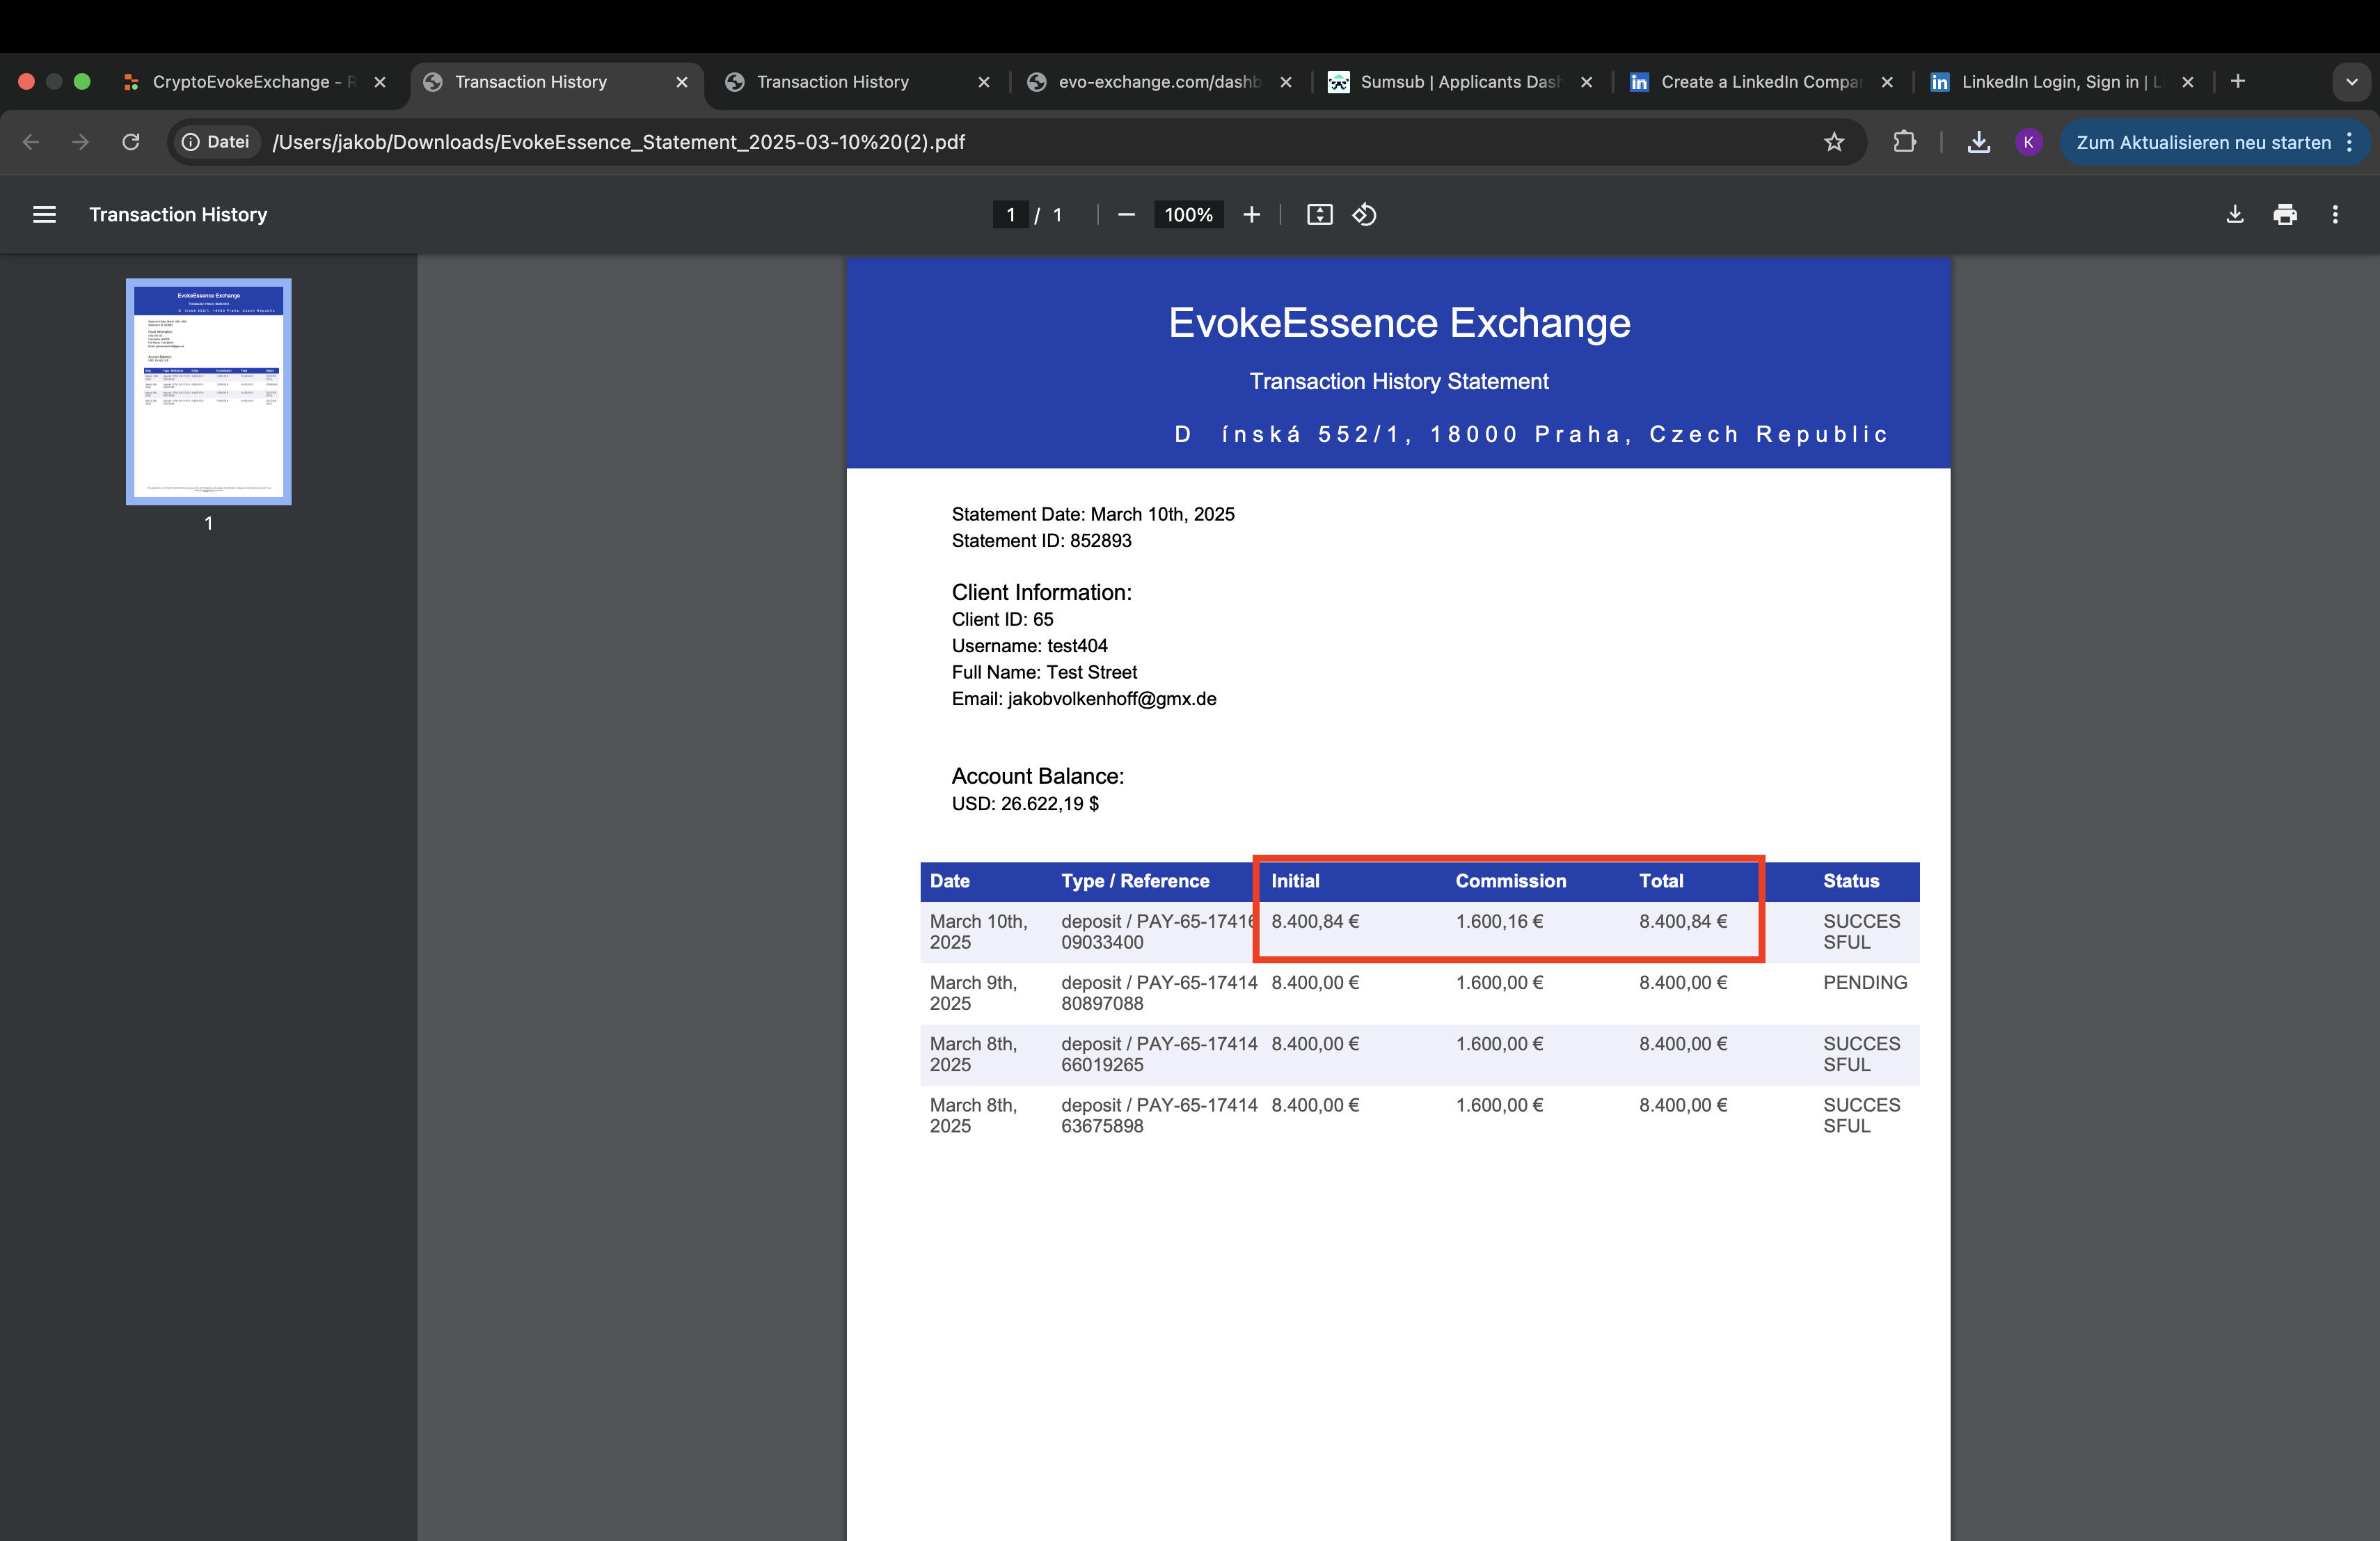 CryptoEvokeExchange - R
Transaction History
Transaction History
evo-exchange.com/dashb
Sumsub | Applicants Dash
Create a LinkedIn Compar
LinkedIn Login, Sign in | L
Datei
/Users/jakob/Downloads/EvokeEssence_Statement_2025-03-10%20(2).pdf
K
Zum Aktualisieren neu starten
Transaction History
1 / 1
100%
1
EvokeEssence Exchange
Transaction History Statement
D ínská 552/1, 18000 Praha, Czech Republic
Statement Date: March 10th, 2025
Statement ID: 852893
Client Information:
Client ID: 65
Username: test404
Full Name: Test Street
Email: jakobvolkenhoff@gmx.de
Account Balance:
USD: 26.622,19 $
Date Type / Reference Initial Commission Total Status
March 10th, deposit / PAY-65-17416 8.400,84 € 1.600,16 € 8.400,84 € SUCCES
2025 09033400 SFUL
March 9th, deposit / PAY-65-17414 8.400,00 € 1.600,00 € 8.400,00 € PENDING
2025 80897088
March 8th, deposit / PAY-65-17414 8.400,00 € 1.600,00 € 8.400,00 € SUCCES
2025 66019265 SFUL
March 8th, deposit / PAY-65-17414 8.400,00 € 1.600,00 € 8.400,00 € SUCCES
2025 63675898 SFUL